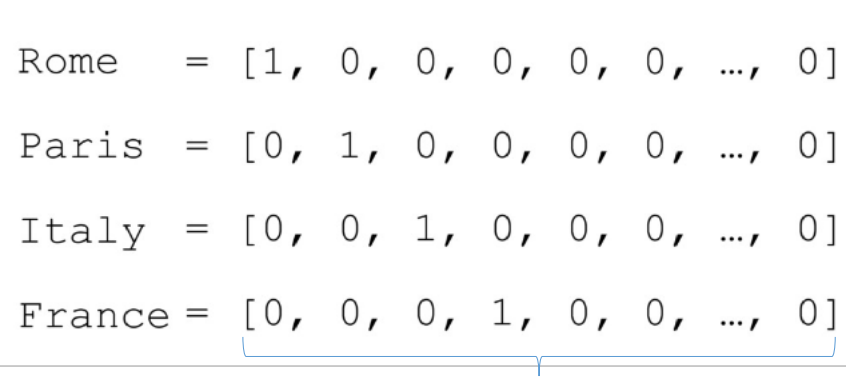 Rome = [1, 0, 0, 0, 0, 0, …, 0]
Paris = [0, 1, 0, 0, 0, 0, …, 0]
Italy = [0, 0, 1, 0, 0, 0, …, 0]
France = [0, 0, 0, 1, 0, 0, …, 0]